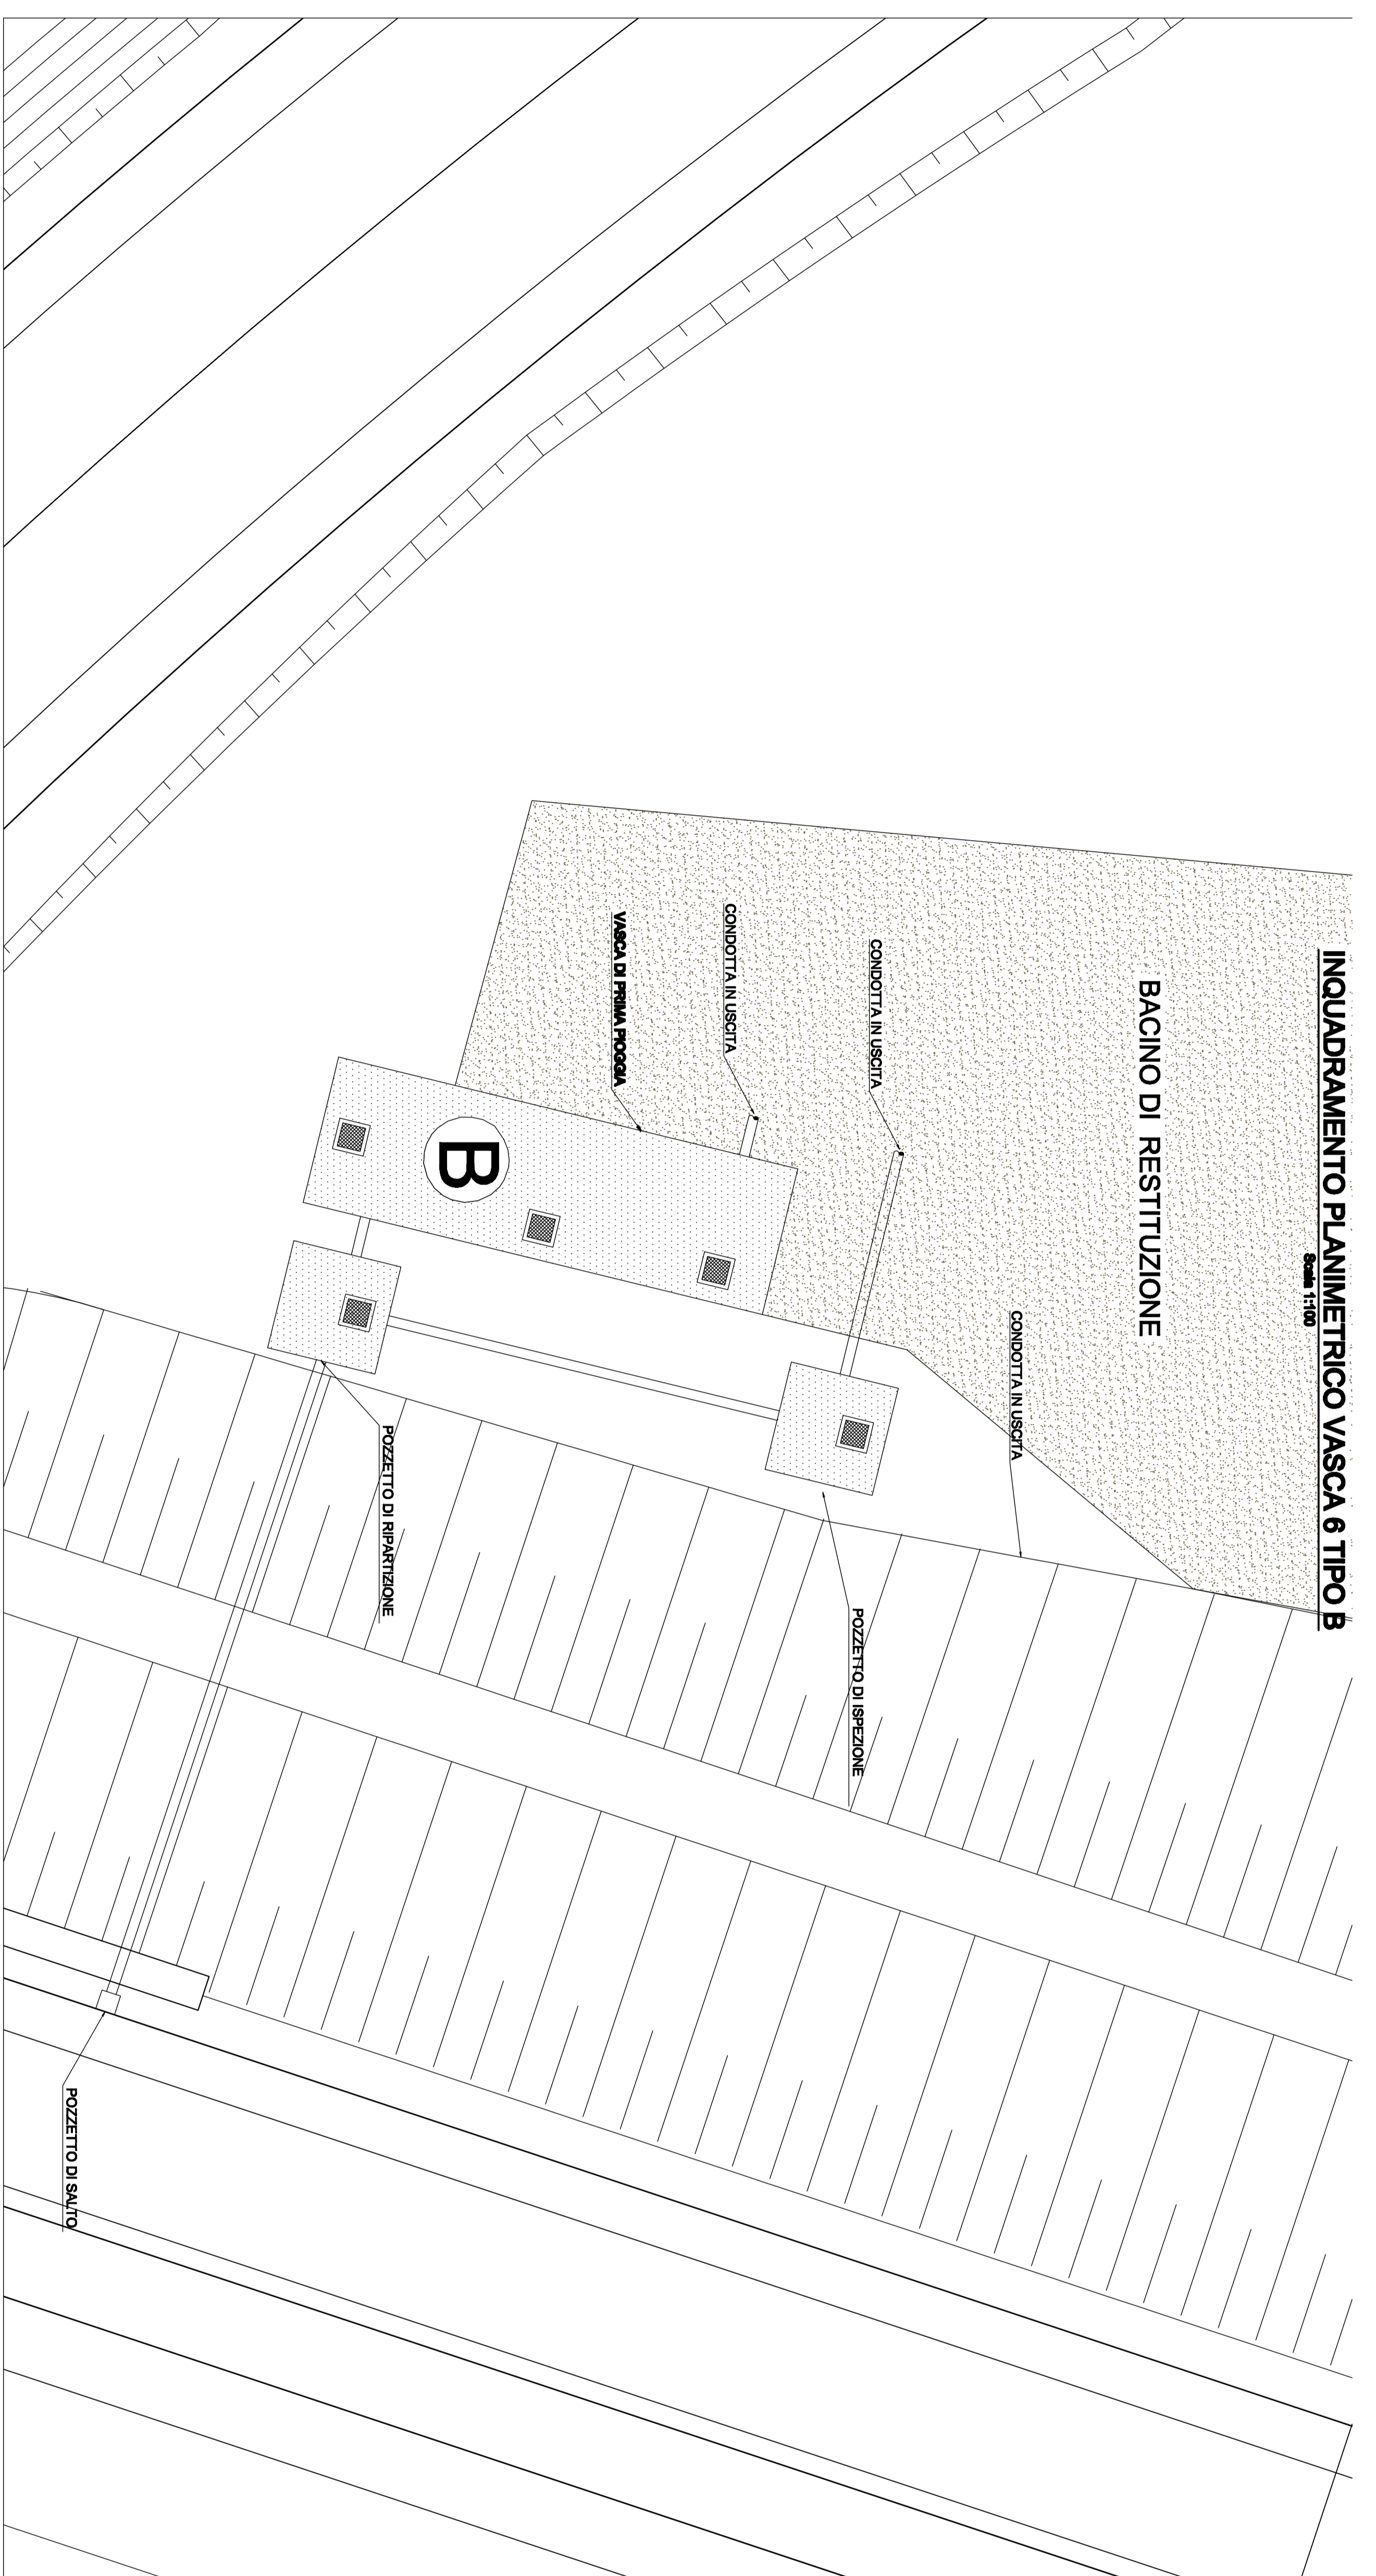 INQUADRAMENTO PLANIMETRICO VASCA 6 TIPO B
Scala 1:100
BACINO DI RESTITUZIONE
CONDOTTA IN USCITA
CONDOTTA IN USCITA
CONDOTTA IN USCITA
VASCA DI PRIMA PIOGGIA
B
POZZETTO DI ISPEZIONE
POZZETTO DI RIPARTIZIONE
POZZETTO DI SALTO